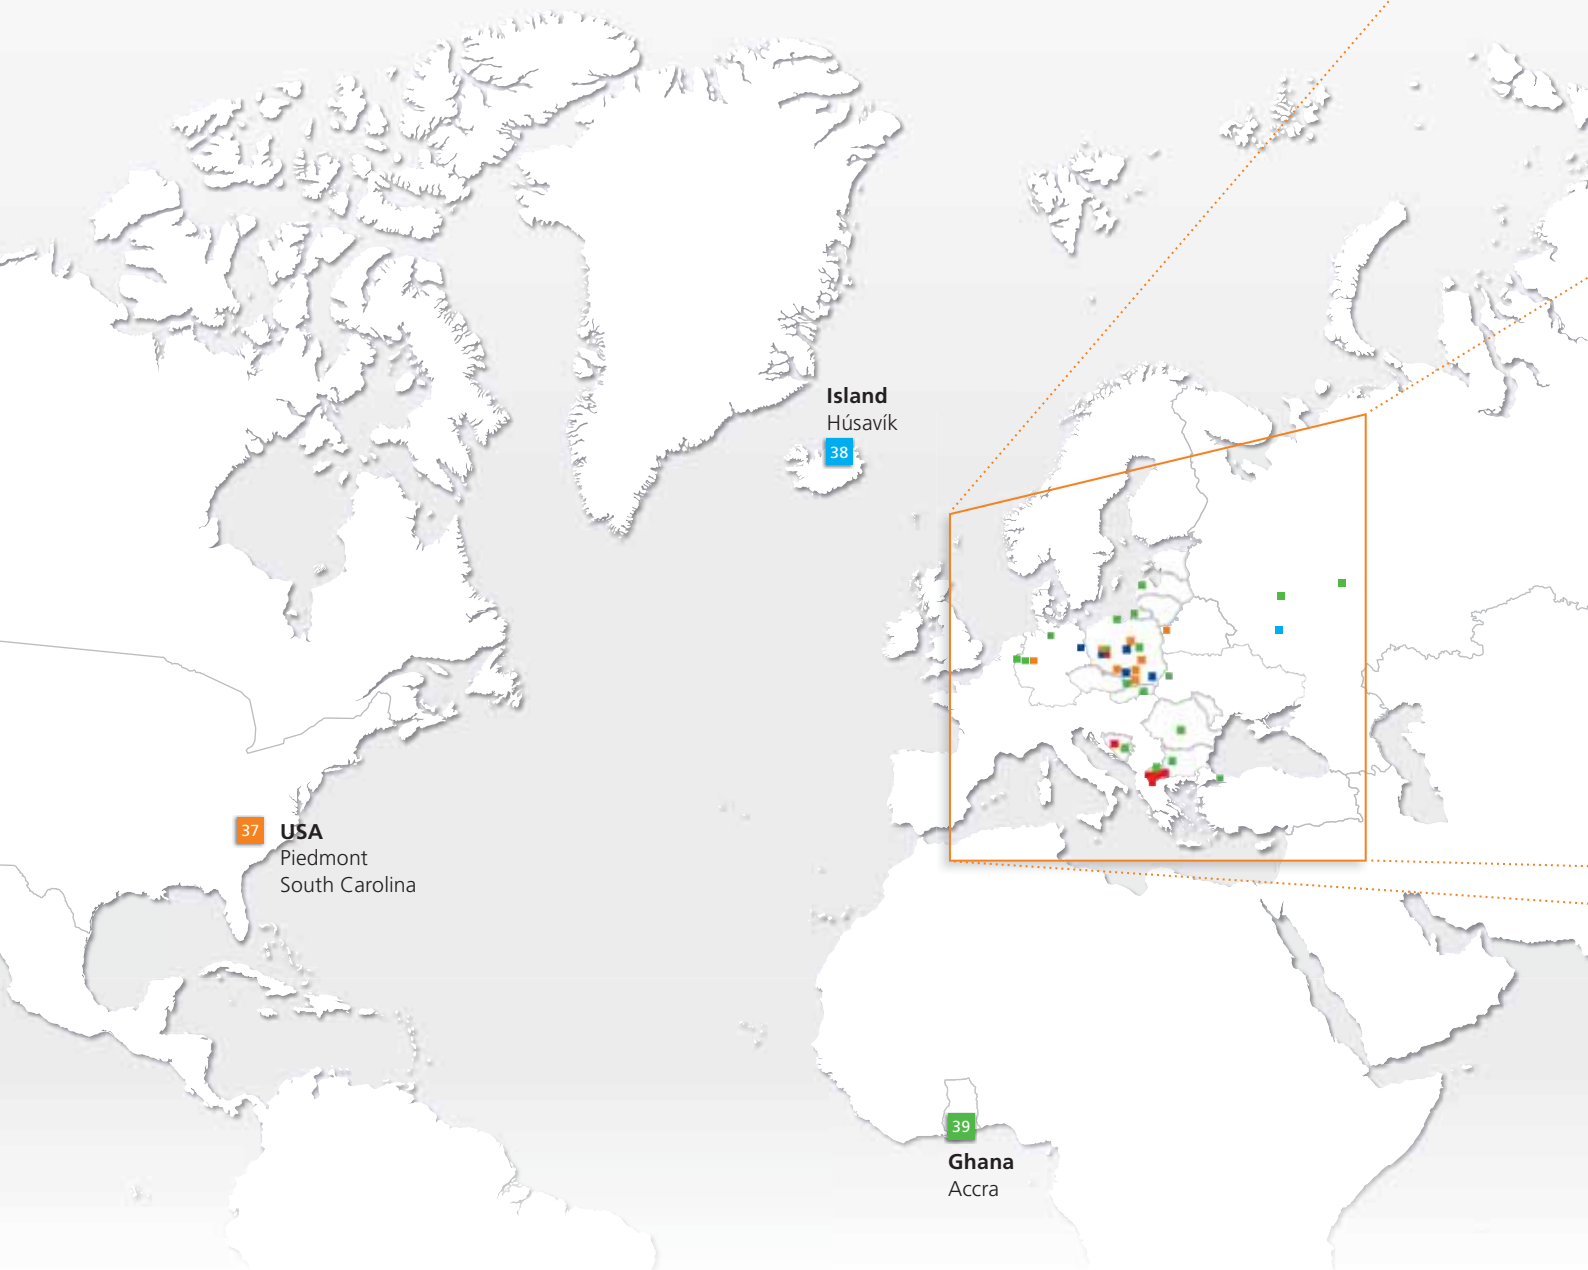 Island
Húsavík
38
37
USA
Piedmont
South Carolina
39
Ghana
Accra